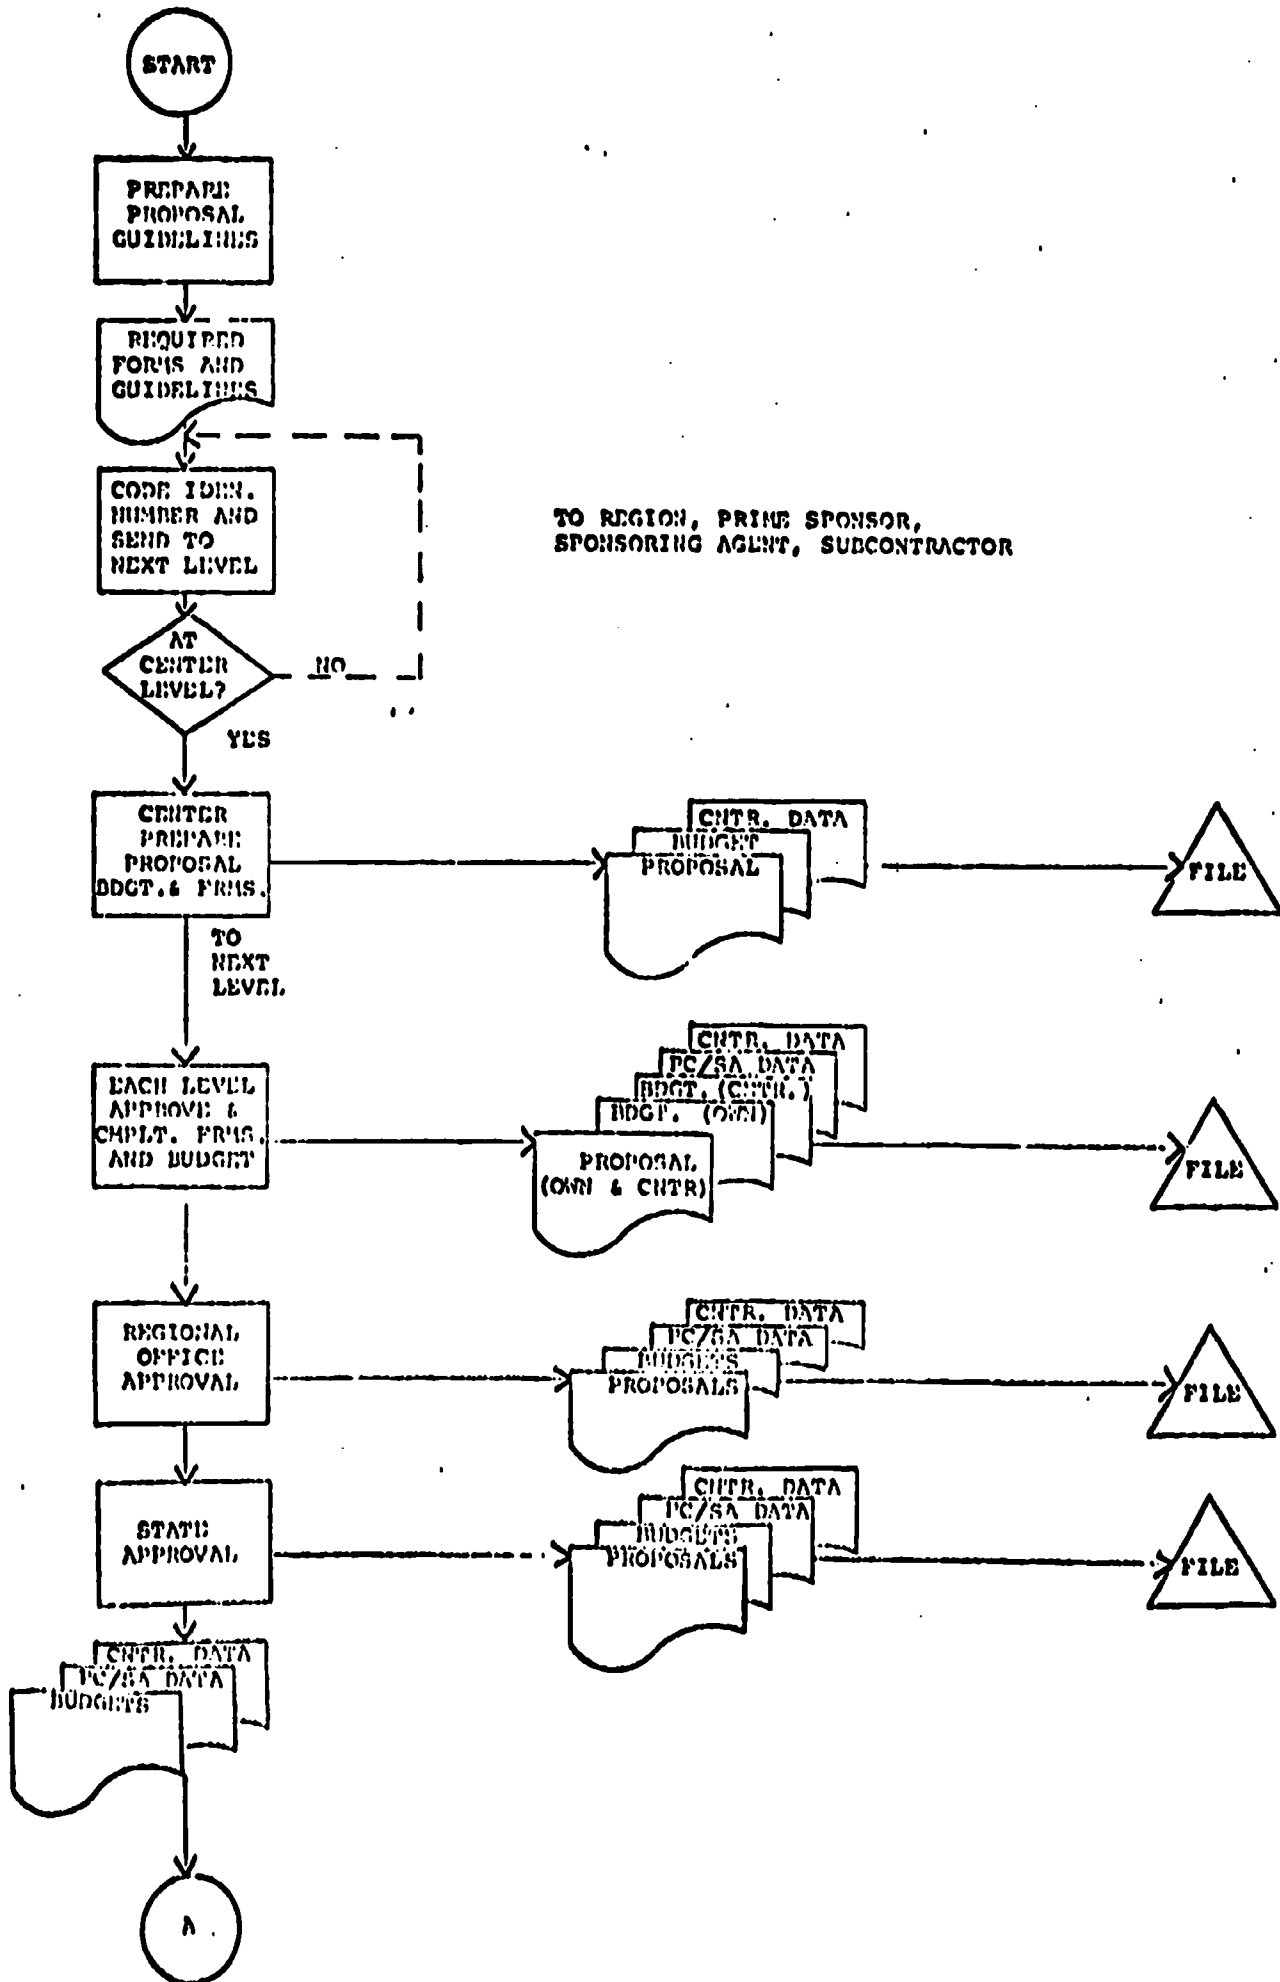 START
PREPARE
PROPOSAL
GUIDELINES
REQUIRED
FORMS AND
GUIDELINES
CODE IDEN.
NUMBER AND
SEND TO
NEXT LEVEL
TO REGION, PRIME SPONSOR,
SPONSORING AGENT, SUBCONTRACTOR
AT
CENTER
LEVEL?
NO
YES
CENTER
PREPARE
PROPOSAL
BDGT.& FRMS.
CNTR. DATA
BUDGET
PROPOSAL
FILE
TO
NEXT
LEVEL
EACH LEVEL
APPROVE &
CMPLT. FRMS.
AND BUDGET
CNTR. DATA
PC/SA DATA
BDGT.(CNTR.)
BDGT. (OWN)
PROPOSAL
(OWN & CNTR)
FILE
REGIONAL
OFFICE
APPROVAL
CNTR. DATA
PC/SA DATA
BUDGETS
PROPOSALS
FILE
STATE
APPROVAL
CNTR. DATA
PC/SA DATA
BUDGETS
PROPOSALS
FILE
CNTR. DATA
PC/SA DATA
BUDGETS
A